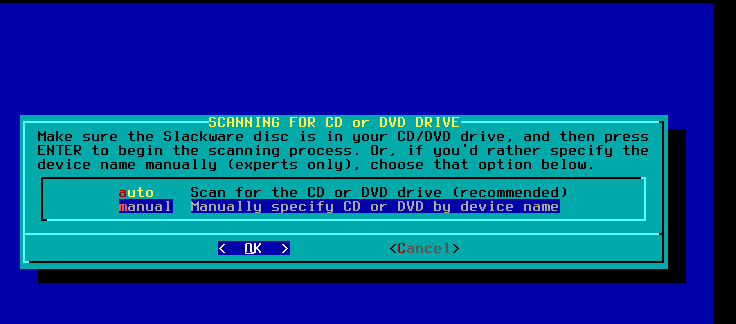 SCANNING FOR CD or DVD DRIVE
Make sure the Slackware disc is in your CD/DVD drive, and then press
ENTER to begin the scanning process. Or, if you'd rather specify the
device name manually (experts only), choose that option below.
auto Scan for the CD or DVD drive (recommended)
manual Manually specify CD or DVD by device name
< OK > <Cancel>